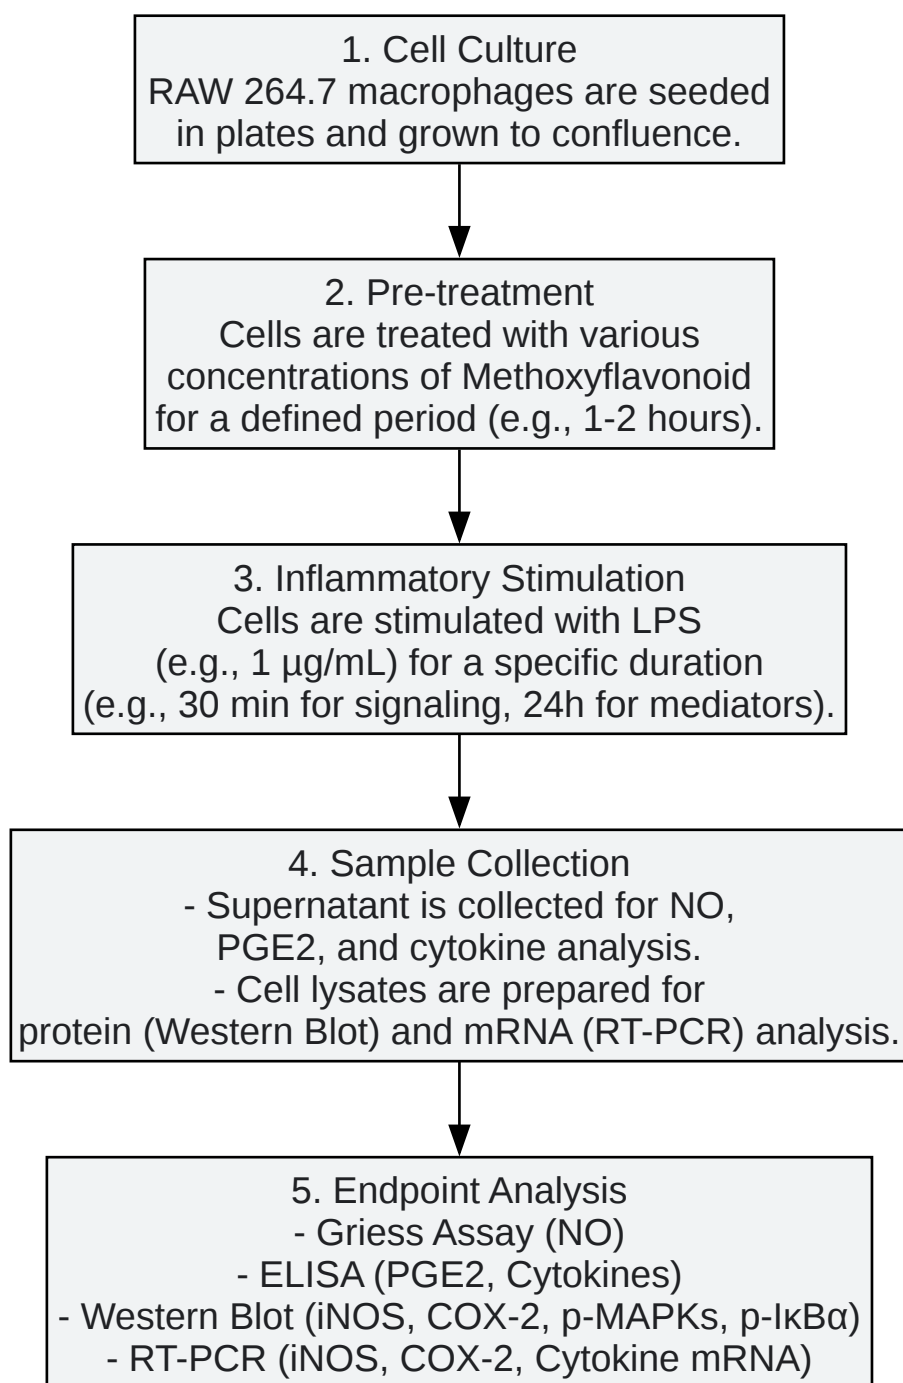 1. Cell Culture
RAW 264.7 macrophages are seeded
in plates and grown to confluence.
2. Pre-treatment
Cells are treated with various
concentrations of Methoxyflavonoid
for a defined period (e.g., 1-2 hours).
3. Inflammatory Stimulation
Cells are stimulated with LPS
(e.g., 1 µg/mL) for a specific duration
(e.g., 30 min for signaling, 24h for mediators).
4. Sample Collection
- Supernatant is collected for NO,
PGE2, and cytokine analysis.
- Cell lysates are prepared for
protein (Western Blot) and mRNA (RT-PCR) analysis.
5. Endpoint Analysis
- Griess Assay (NO)
- ELISA (PGE2, Cytokines)
- Western Blot (iNOS, COX-2, p-MAPKs, p-IκBα)
- RT-PCR (iNOS, COX-2, Cytokine mRNA)